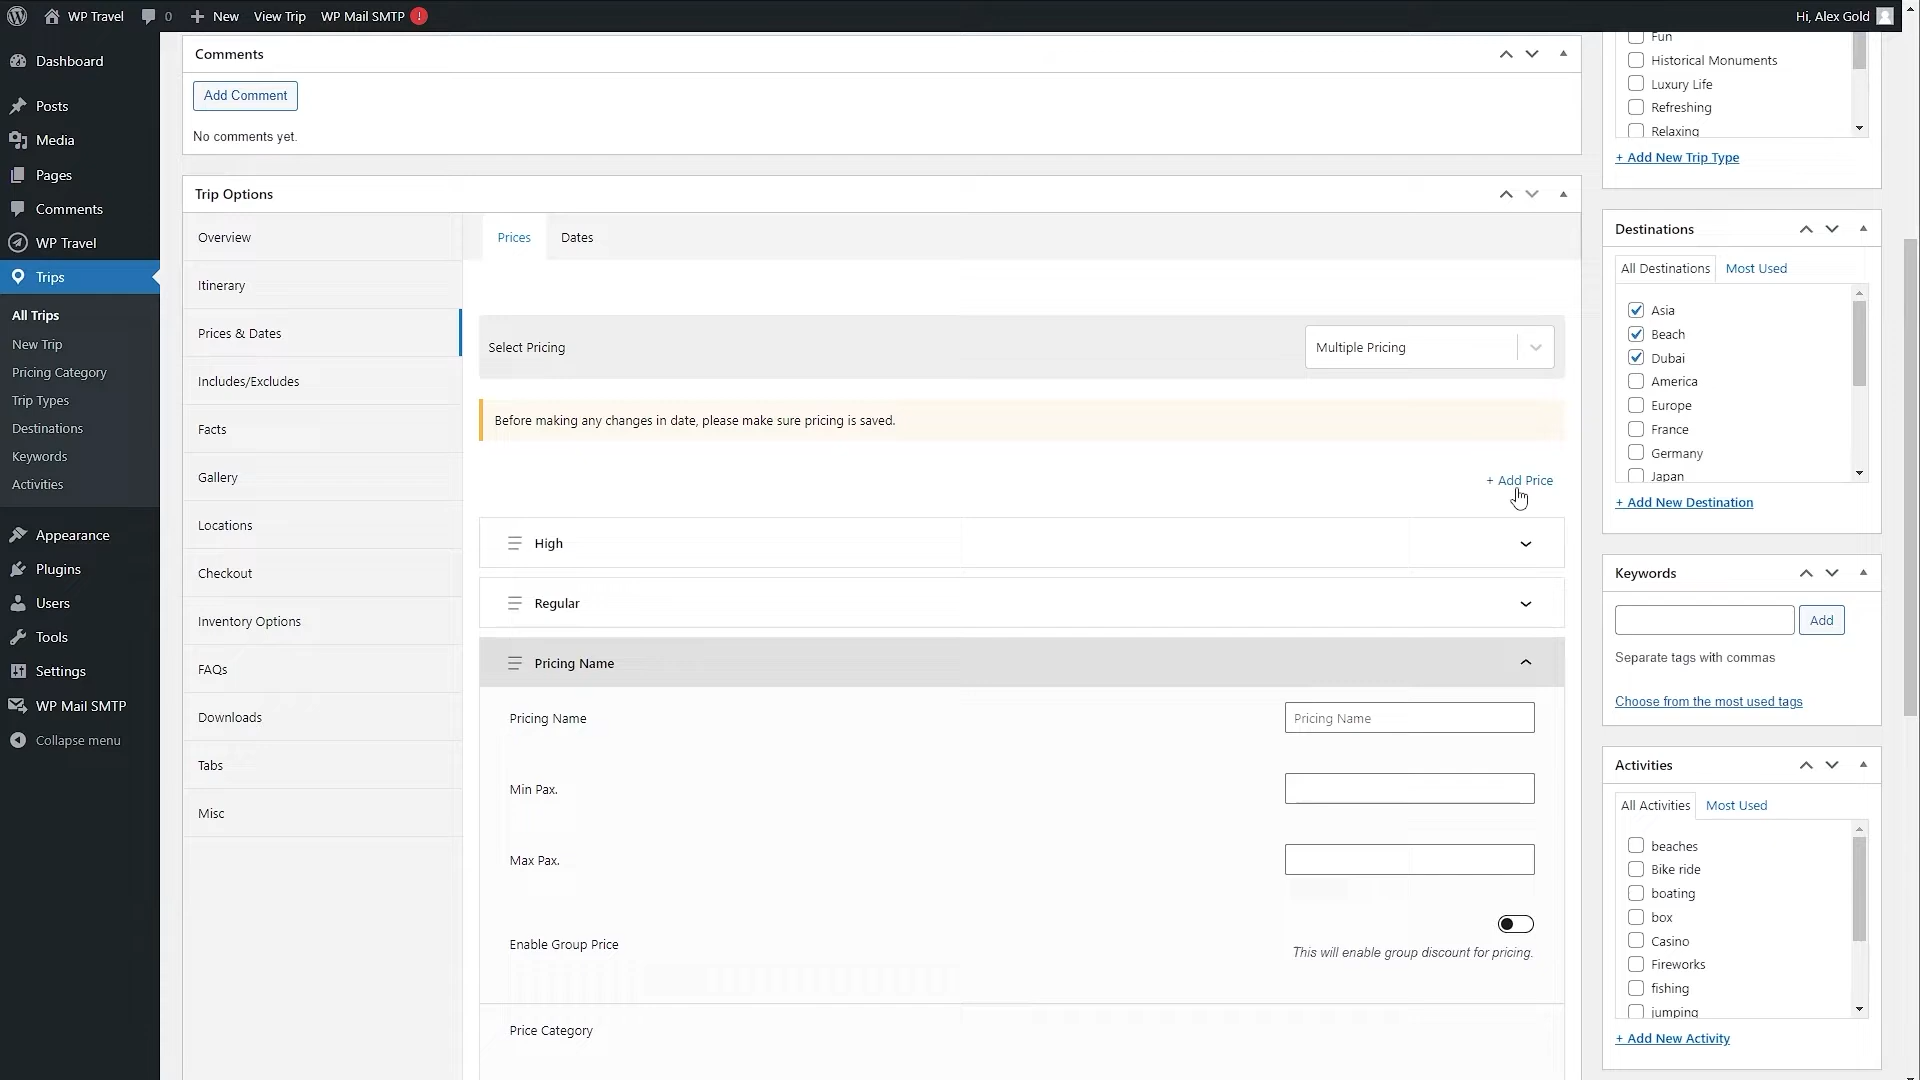 WP Travel 0 New View Trip WP Mail SMTP ! Hi, Alex Gold
Dashboard
Posts
Media
Pages
Comments
WP Travel
Trips
All Trips
New Trip
Pricing Category
Trip Types
Destinations
Keywords
Activities
Appearance
Plugins
Users
Tools
Settings
WP Mail SMTP
Collapse menu
Comments
Add Comment
No comments yet.
Trip Options
Overview
Itinerary
Prices & Dates
Includes/Excludes
Facts
Gallery
Locations
Checkout
Inventory Options
FAQs
Downloads
Tabs
Misc
Prices Dates
Select Pricing Multiple Pricing
Before making any changes in date, please make sure pricing is saved.
+ Add Price
High
Regular
Pricing Name
Pricing Name Pricing Name
Min Pax.
Max Pax.
Enable Group Price
This will enable group discount for pricing.
Price Category
Fun
Historical Monuments
Luxury Life
Refreshing
Relaxing
+ Add New Trip Type
Destinations
All Destinations Most Used
Asia
Beach
Dubai
America
Europe
France
Germany
Japan
+ Add New Destination
Keywords
Add
Separate tags with commas
Choose from the most used tags
Activities
All Activities Most Used
beaches
Bike ride
boating
box
Casino
Fireworks
fishing
jumping
+ Add New Activity